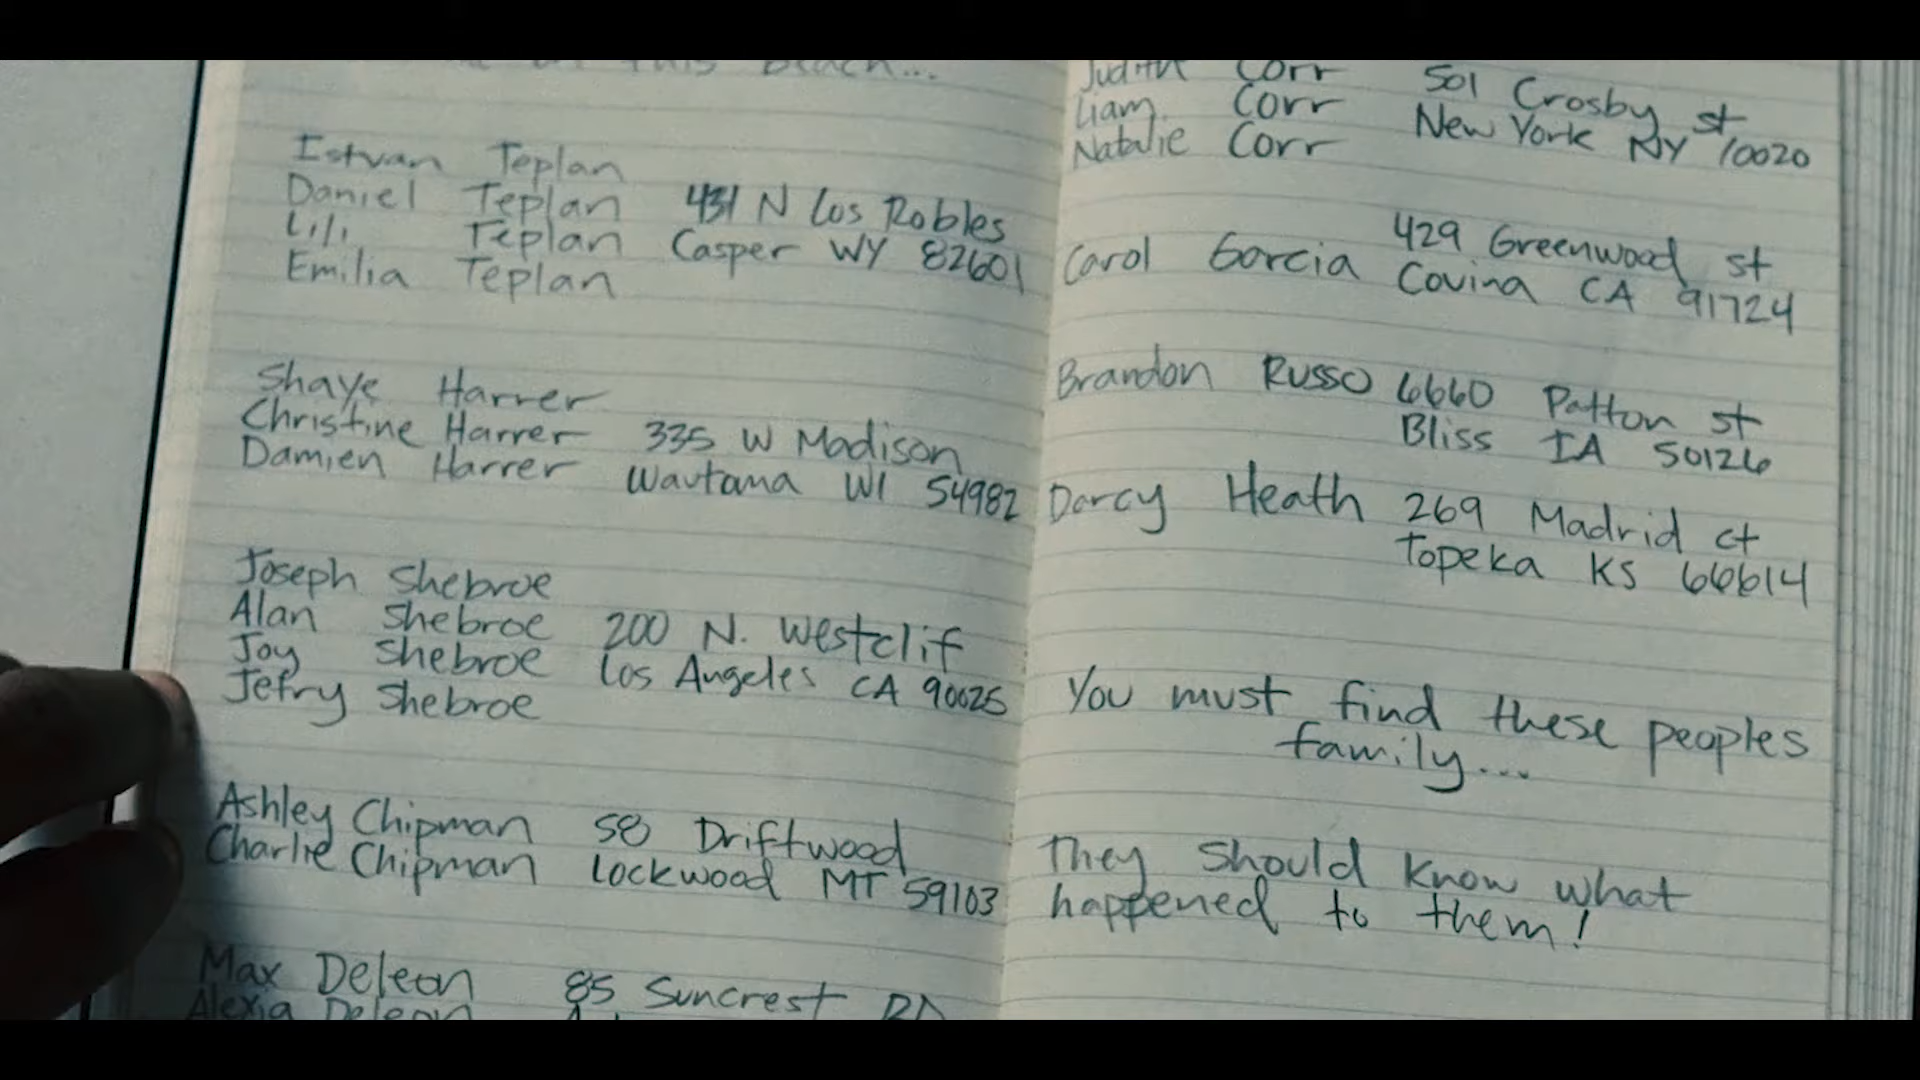 this beach...
Istvan Teplan
Daniel Teplan 431 N Los Robles
Lili Teplan Casper WY 82601
Emilia Teplan
Shaye Harrer
Christine Harrer 335 W Madison
Damien Harrer Wautoma WI 54982
Joseph Shebroe
Alan Shebroe 200 N. Westclif
Joy Shebroe Los Angeles CA 90025
Jefry Shebroe
Ashley Chipman 58 Driftwood
Charlie Chipman Lockwood MT 59103
Max Deleon 85 Suncrest
Alexia Deleon
Judith Corr 501 Crosby st
Liam Corr New York NY 10020
Natalie Corr
429 Greenwood st
Carol Garcia Covina CA 91724
Brandon Russo 6660 Patton st
Bliss IA 50126
Darcy Heath 269 Madrid ct
Topeka KS 66614
You must find these peoples
family...
They should know what
happened to them!